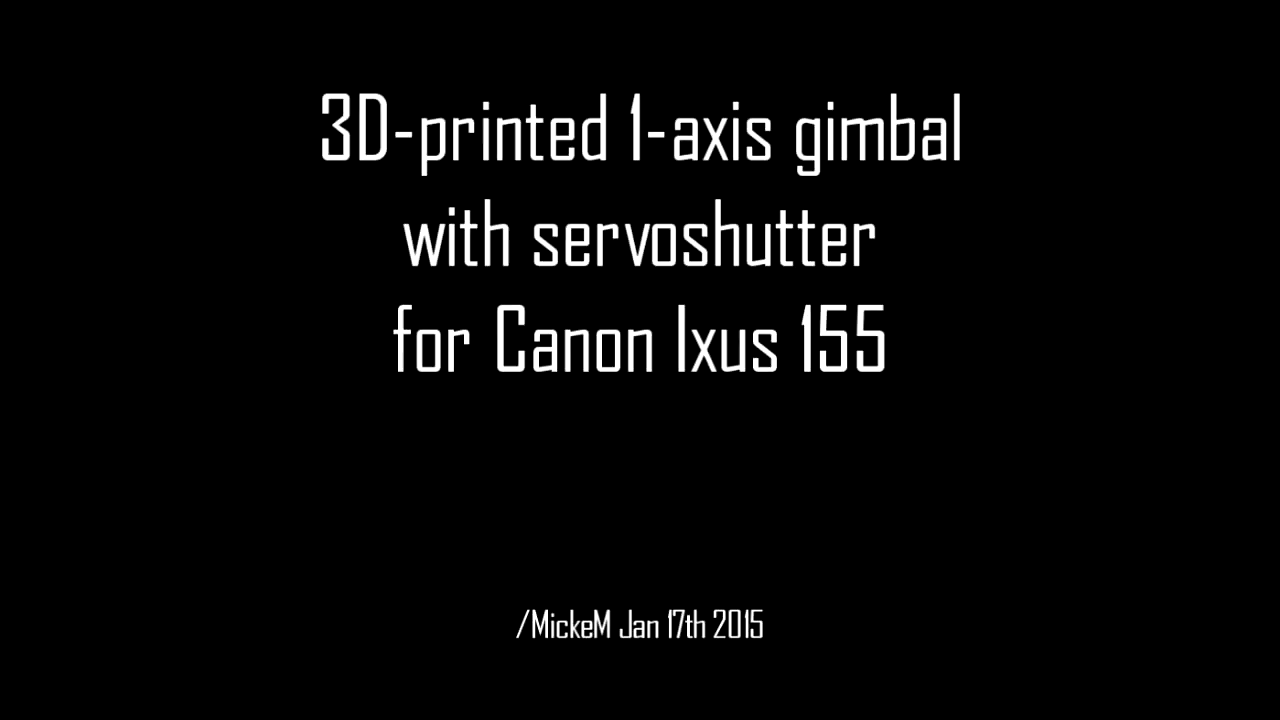 3D-printed 1-axis gimbal
with servoshutter
for Canon Ixus 155
/MickeM Jan 17th 2015